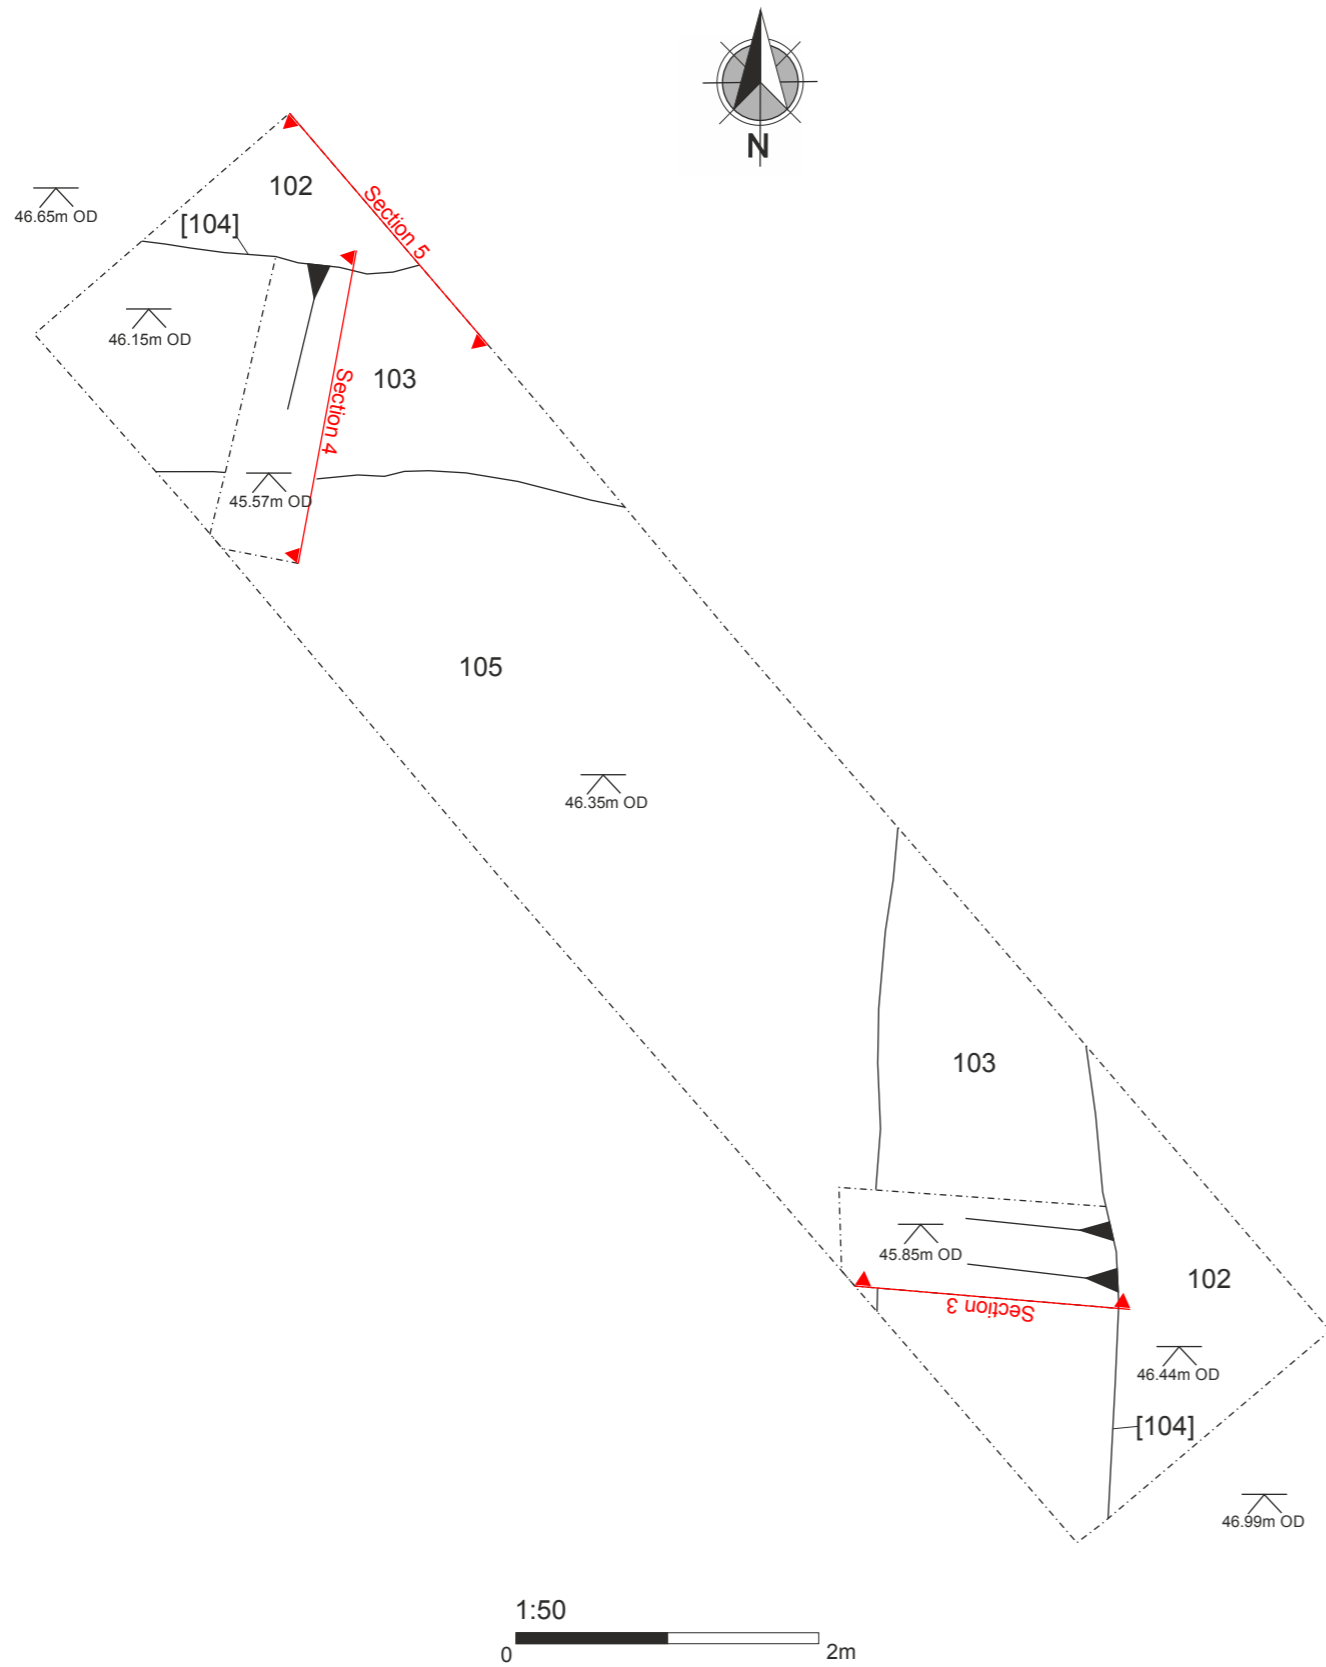 N
102
Section 5
46.65m OD
[104]
46.15m OD
103
Section 4
45.57m OD
105
46.35m OD
103
45.85m OD
102
Section 3
46.44m OD
[104]
46.99m OD
1:50
0
2m